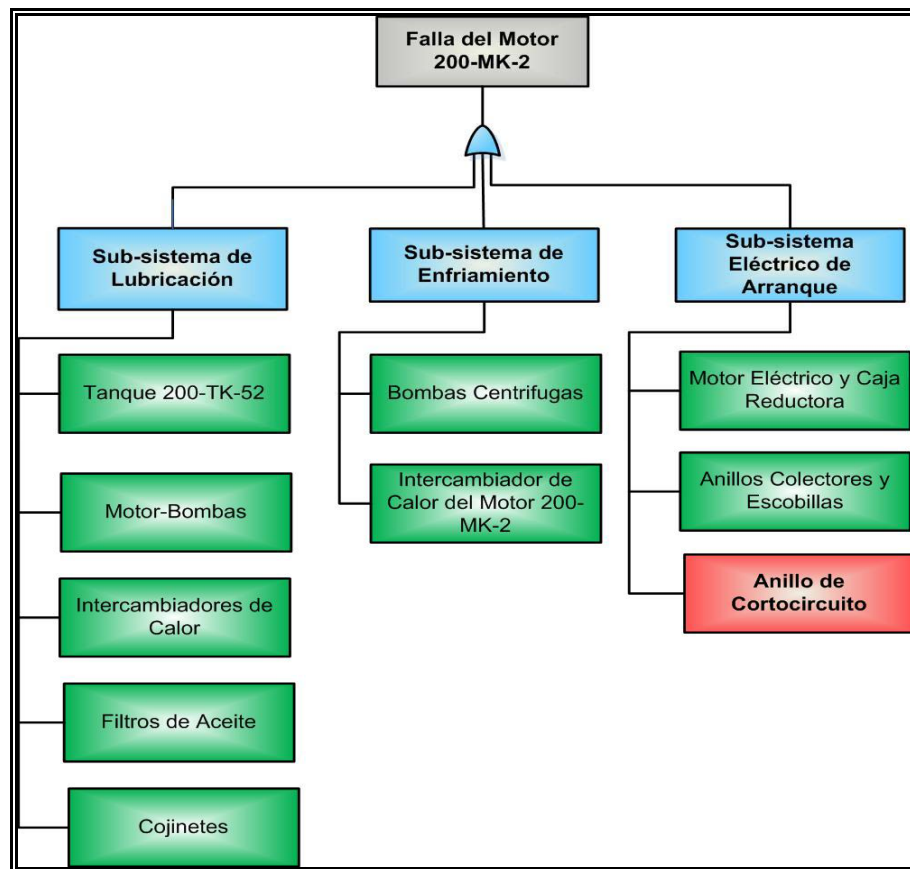 Falla del Motor
200-MK-2
Sub-sistema de
Lubricación
Sub-sistema de
Enfriamiento
Sub-sistema
Eléctrico de
Arranque
Tanque 200-TK-52
Motor-Bombas
Intercambiadores de
Calor
Filtros de Aceite
Cojinetes
Bombas Centrifugas
Intercambiador de
Calor del Motor 200-
MK-2
Motor Eléctrico y Caja
Reductora
Anillos Colectores y
Escobillas
Anillo de
Cortocircuito